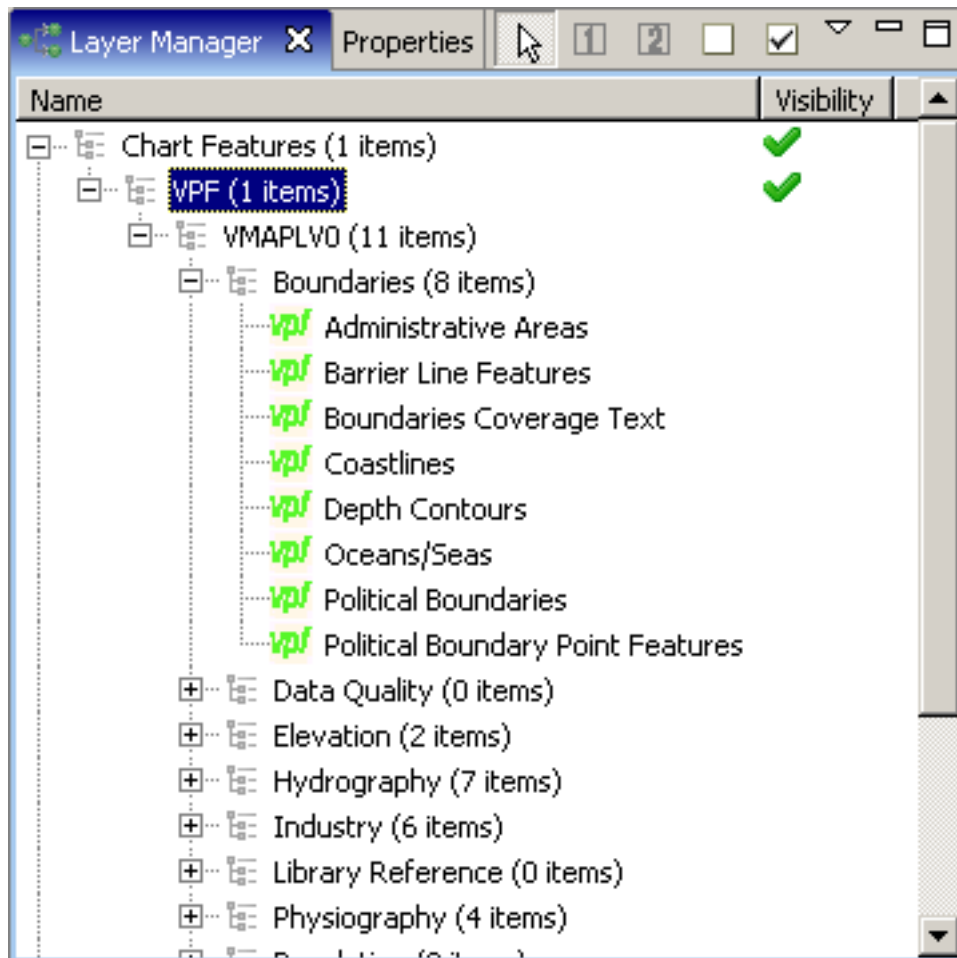 Layer Manager Properties 1 2
Name Visibility
Chart Features (1 items)
VPF (1 items)
VMAPLV0 (11 items)
Boundaries (8 items)
vpf Administrative Areas
vpf Barrier Line Features
vpf Boundaries Coverage Text
vpf Coastlines
vpf Depth Contours
vpf Oceans/Seas
vpf Political Boundaries
vpf Political Boundary Point Features
Data Quality (0 items)
Elevation (2 items)
Hydrography (7 items)
Industry (6 items)
Library Reference (0 items)
Physiography (4 items)